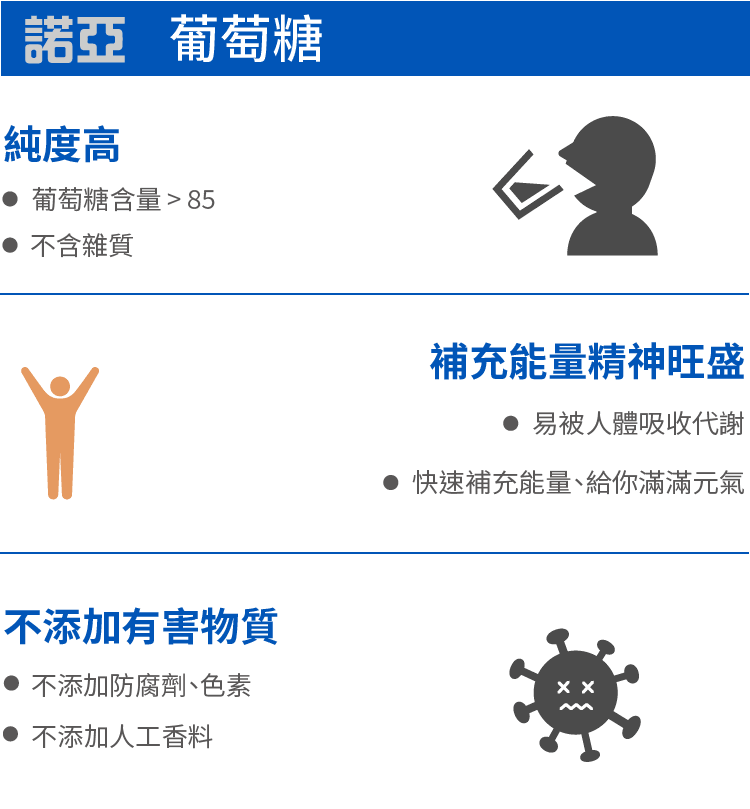 諾亞 葡萄糖
純度高
● 葡萄糖含量 > 85
● 不含雜質
補充能量精神旺盛
● 易被人體吸收代謝
● 快速補充能量、給你滿滿元氣
不添加有害物質
● 不添加防腐劑、色素
● 不添加人工香料